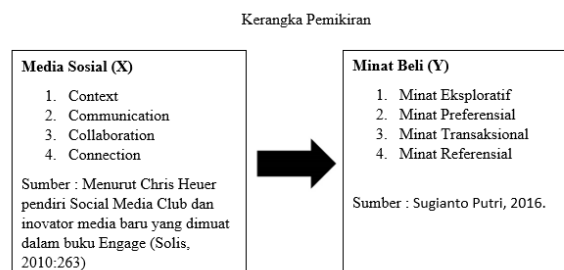 Kerangka Pemikiran
Media Sosial (X)
1. Context
2. Communication
3. Collaboration
4. Connection
Sumber : Menurut Chris Heuer
pendiri Social Media Club dan
inovator media baru yang dimuat
dalam buku Engage (Solis,
2010:263)
Minat Beli (Y)
1. Minat Eksploratif
2. Minat Preferensial
3. Minat Transaksional
4. Minat Referensial
Sumber : Sugianto Putri, 2016.